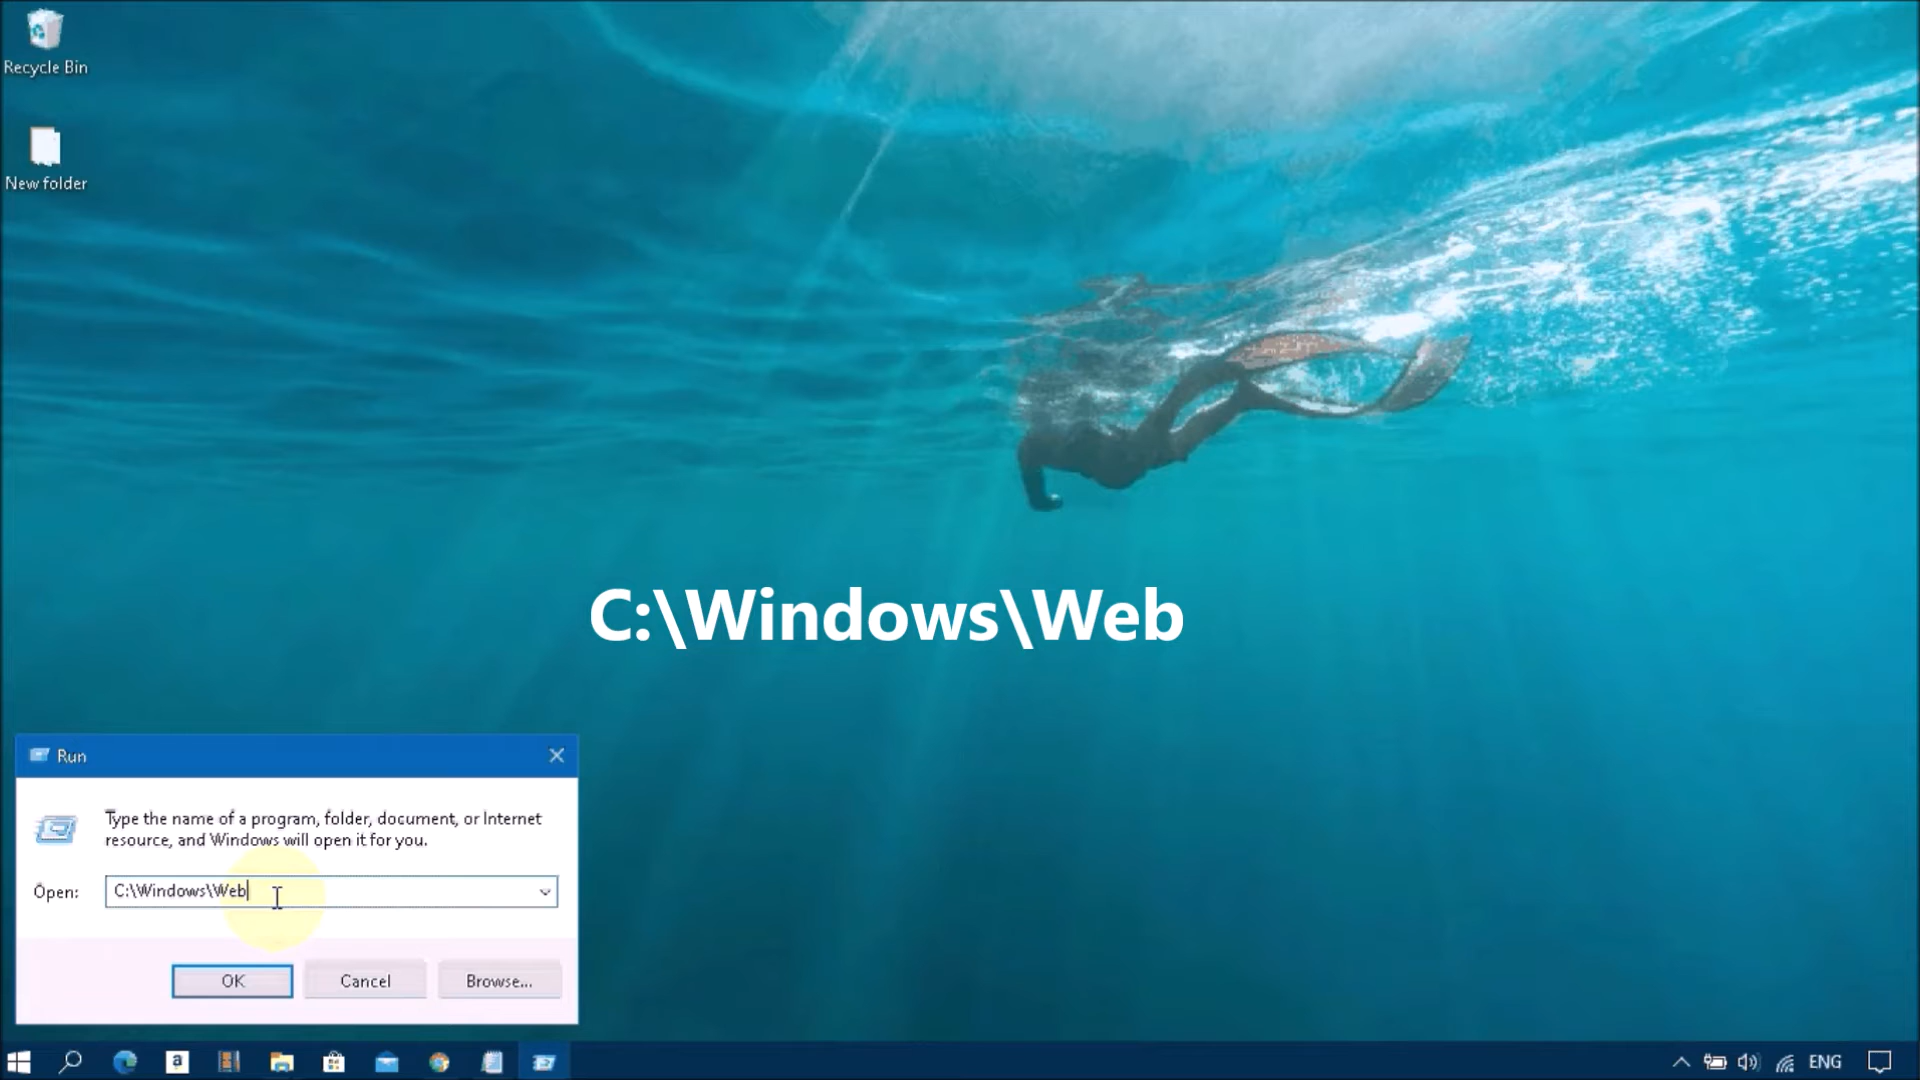 Recycle Bin
New folder
C:\Windows\Web
Run
Type the name of a program, folder, document, or Internet
resource, and Windows will open it for you.
Open:
C:\Windows\Web
OK
Cancel
Browse...
a
ENG